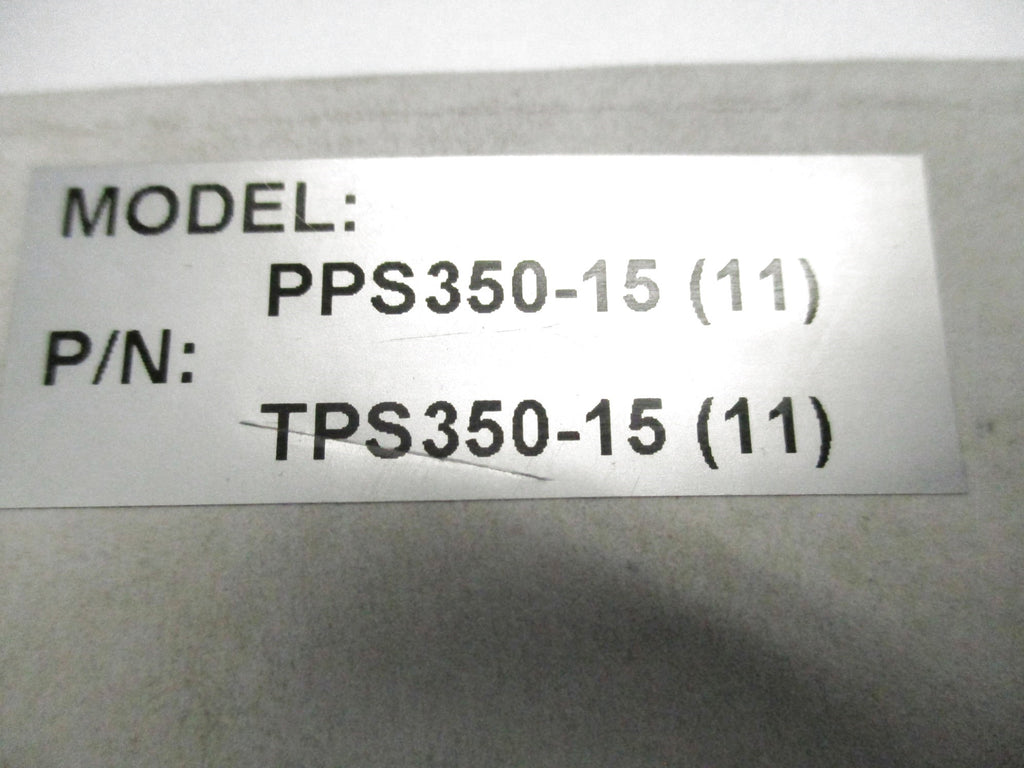 MODEL:
PPS350-15 (11)
P/N:
TPS350-15 (11)